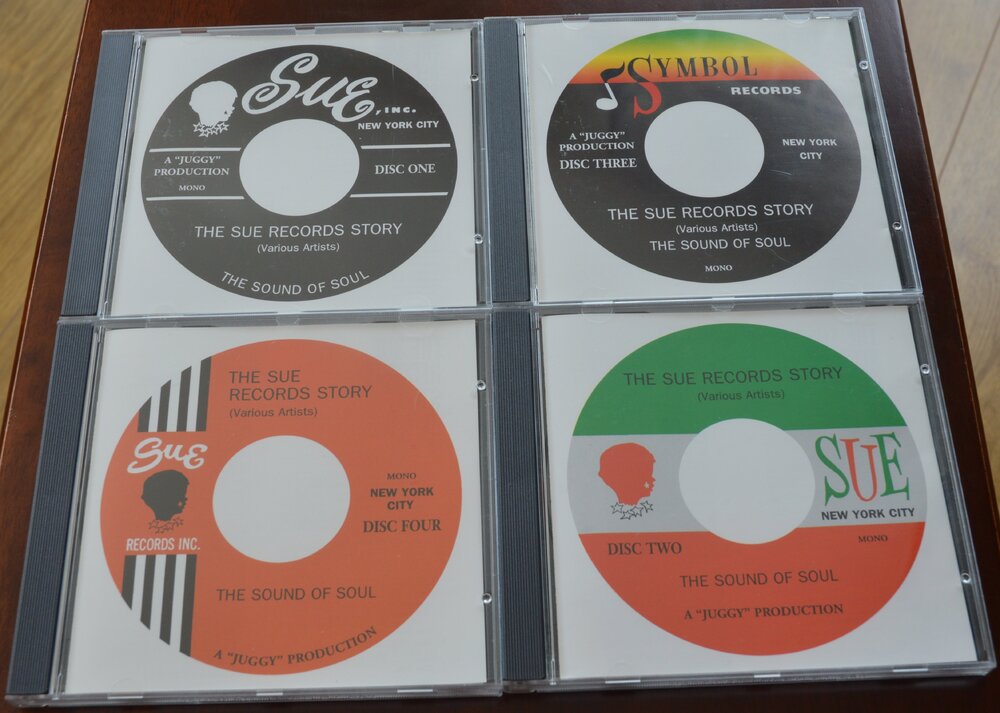 SUE, INC.
NEW YORK CITY
A "JUGGY"
PRODUCTION
MONO
DISC ONE
THE SUE RECORDS STORY
(Various Artists)
THE SOUND OF SOUL
SYMBOL
RECORDS
A "JUGGY"
PRODUCTION
DISC THREE
NEW YORK
CITY
THE SUE RECORDS STORY
(Various Artists)
THE SOUND OF SOUL
MONO
THE SUE
RECORDS STORY
(Various Artists)
Sue
RECORDS INC.
MONO
NEW YORK
CITY
DISC FOUR
THE SOUND OF SOUL
A "JUGGY" PRODUCTION
THE SUE RECORDS STORY
(Various Artists)
SUE
NEW YORK CITY
DISC TWO
MONO
THE SOUND OF SOUL
A "JUGGY" PRODUCTION